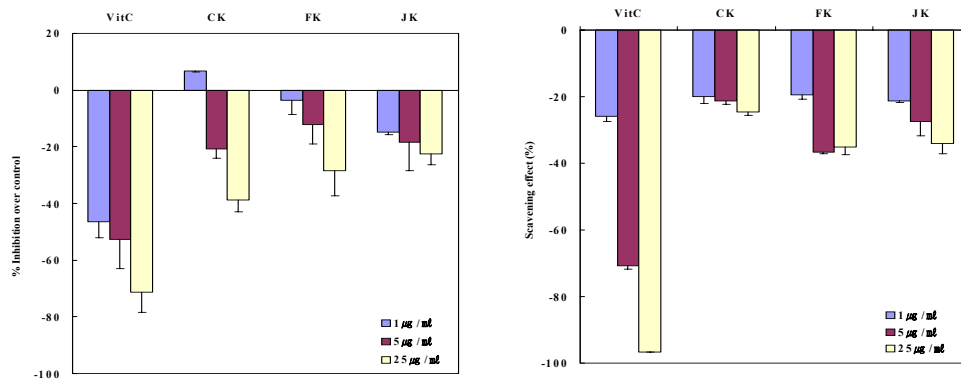 VitC CK FK JK
20
0
-20
-40
-60
-80
-100
% Inhibition over control
1 ㎍ / ㎖
5 ㎍ / ㎖
25 ㎍ / ㎖
VitC CK FK JK
0
-20
-40
-60
-80
-100
Scavening effect (%)
1 ㎍ / ㎖
5 ㎍ / ㎖
25 ㎍ / ㎖